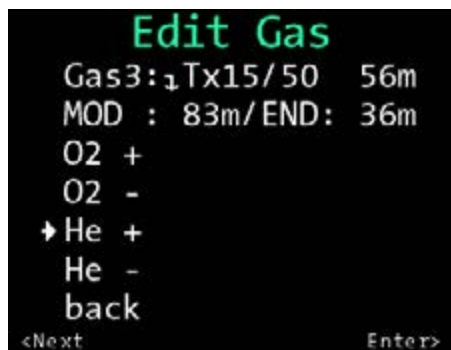 Edit Gas
Gas3:↴Tx15/50 56m
MOD : 83m/END: 36m
O2 +
O2 -
He +
He -
back
<Next Enter>